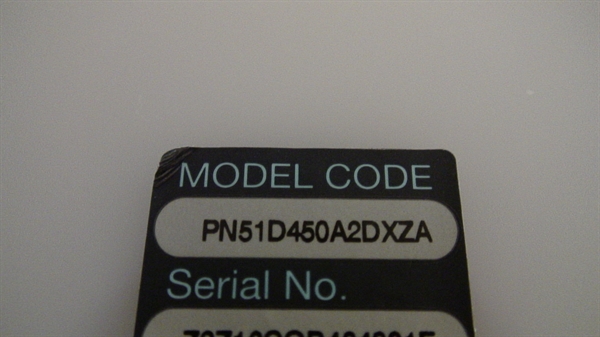 MODEL CODE
PN51D450A2DXZA
Serial No.